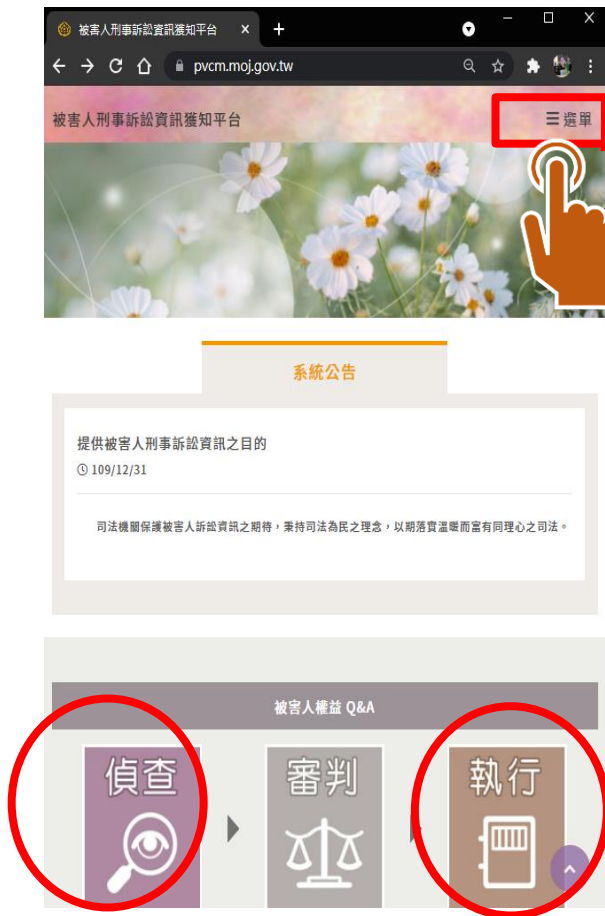 被害人刑事訴訟資訊獲知平台
pvcm.moj.gov.tw
被害人刑事訴訟資訊獲知平台
選單
系統公告
提供被害人刑事訴訟資訊之目的
109/12/31
司法機關保護被害人訴訟資訊之期待，秉持司法為民之理念，以期落實溫暖而富有同理心之司法。
被害人權益 Q&A
偵查
審判
執行